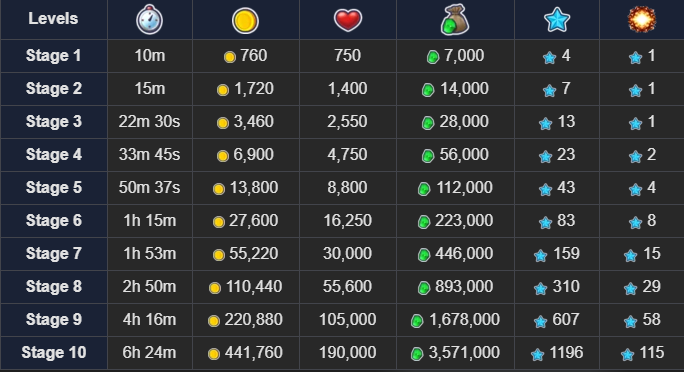 Levels
Stage 1 10m 760 750 7,000 4 1
Stage 2 15m 1,720 1,400 14,000 7 1
Stage 3 22m 30s 3,460 2,550 28,000 13 1
Stage 4 33m 45s 6,900 4,750 56,000 23 2
Stage 5 50m 37s 13,800 8,800 112,000 43 4
Stage 6 1h 15m 27,600 16,250 223,000 83 8
Stage 7 1h 53m 55,220 30,000 446,000 159 15
Stage 8 2h 50m 110,440 55,600 893,000 310 29
Stage 9 4h 16m 220,880 105,000 1,678,000 607 58
Stage 10 6h 24m 441,760 190,000 3,571,000 1196 115